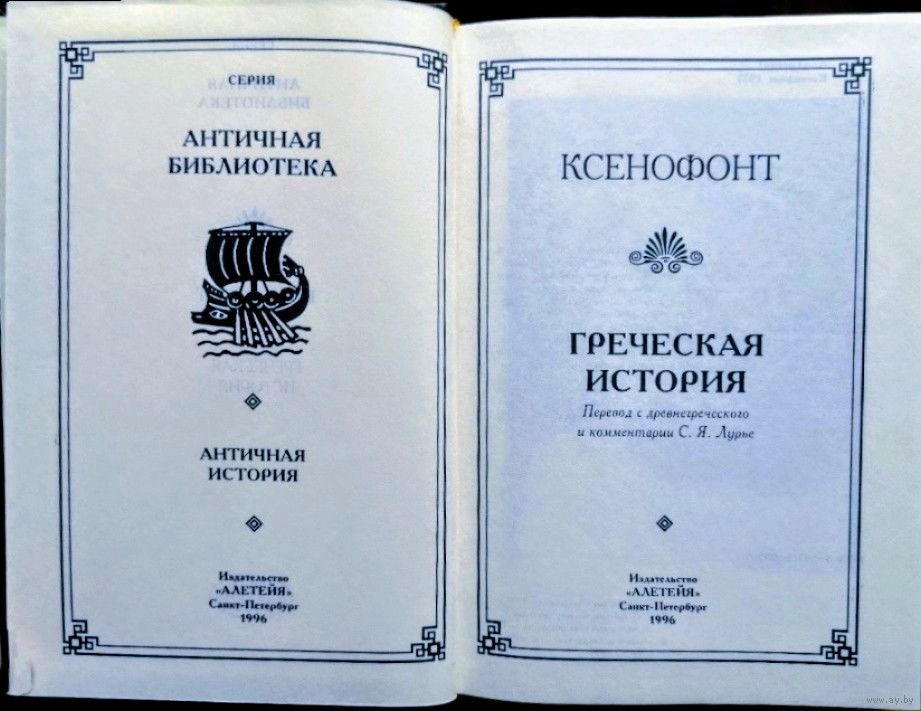 СЕРИЯ
АНТИЧНАЯ
БИБЛИОТЕКА
АНТИЧНАЯ
ИСТОРИЯ
Издательство
«АЛЕТЕЙЯ»
Санкт-Петербург
1996
КСЕНОФОНТ
ГРЕЧЕСКАЯ
ИСТОРИЯ
Перевод с древнегреческого
и комментарии С. Я. Лурье
Издательство
«АЛЕТЕЙЯ»
Санкт-Петербург
1996
www.ay.by